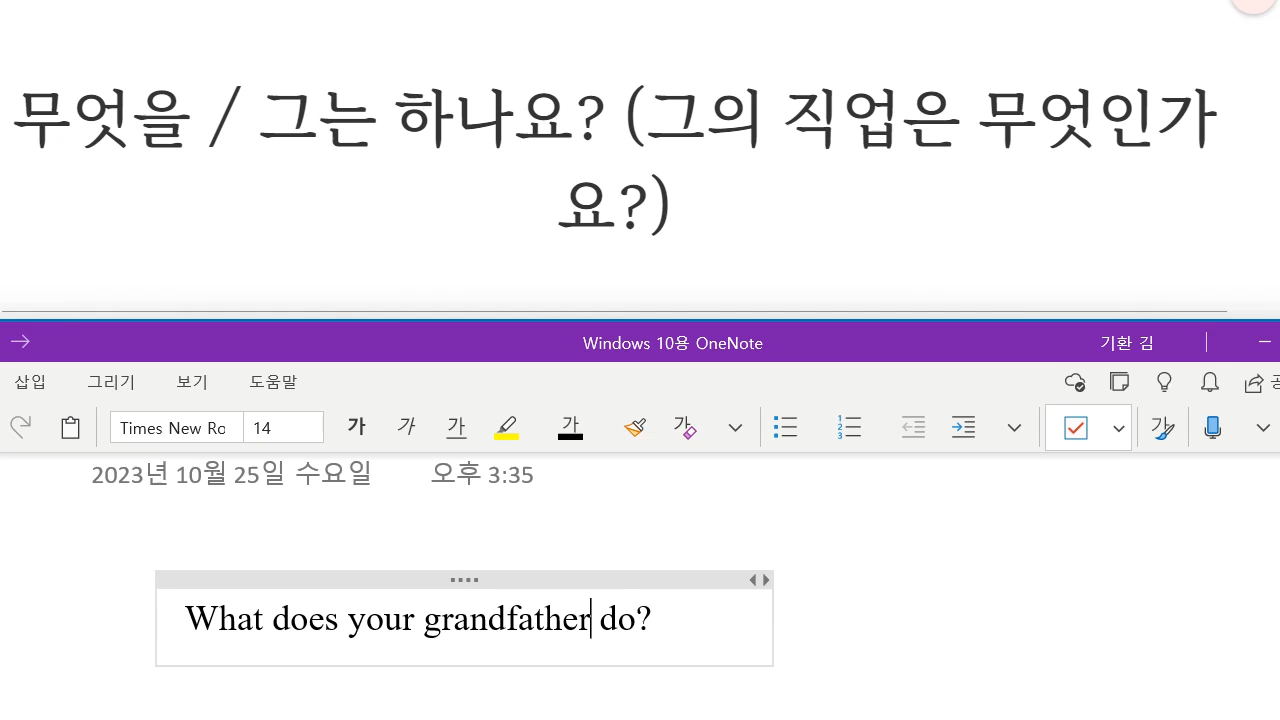 무엇을 / 그는 하나요? (그의 직업은 무엇인가
요?)
Windows 10용 OneNote
기환 김
삽입 그리기 보기 도움말
Times New Ro 14 가 가 가 가 가
2023년 10월 25일 수요일 오후 3:35
What does your grandfather do?